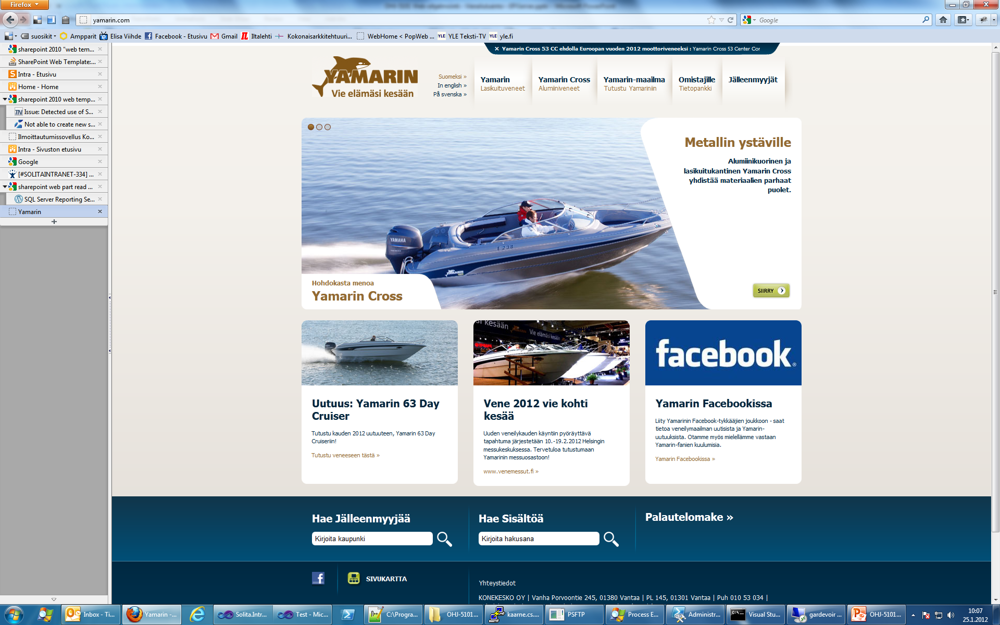 Firefox
yamarin.com
Google
suosikit
Ampparit
Elisa Viihde
Facebook - Etusivu
Gmail
Iltalehti
Kokonaisarkkitehtuuri...
WebHome < PopWeb ...
YLE Teksti-TV
yle.fi
sharepoint 2010 "web tem...
SharePoint Web Template:...
Intra - Etusivu
Home - Home
sharepoint 2010 web temp...
Issue: Detected use of S...
Not able to create new s...
Ilmoittautumissovellus Ko...
Intra - Sivuston etusivu
Google
[#SOLITAINTRANET-334] ...
sharepoint web part read ...
SQL Server Reporting Se...
Yamarin
Yamarin Cross 53 CC ehdolla Euroopan vuoden 2012 moottoriveneeksi : Yamarin Cross 53 Center Cor
YAMARIN
Vie elämäsi kesään
Suomeksi »
In english »
På svenska »
Yamarin
Lasikuituveneet
Yamarin Cross
Alumiiniveneet
Yamarin-maailma
Tutustu Yamariniin
Omistajille
Tietopankki
Jälleenmyyjät
Metallin ystäville
Alumiinikuorinen ja
lasikuitukantinen Yamarin Cross
yhdistää materiaalien parhaat
puolet.
YAMAHA
E 238
YAMARIN
SIIRRY
Hohdokasta menoa
Yamarin Cross
si kesään
Vie elämäsi kesään
facebook®
Uutuus: Yamarin 63 Day
Cruiser
Tutustu kauden 2012 uutuuteen, Yamarin 63 Day
Cruiseriin!
Tutustu veneeseen tästä »
Vene 2012 vie kohti
kesää
Uuden veneilykauden käyntiin pyöräyttävä
tapahtuma järjestetään 10.-19.2.2012 Helsingin
messukeskuksessa. Tervetuloa tutustumaan
Yamarinin messuosastoon!
www.venemessut.fi »
Yamarin Facebookissa
Liity Yamarinin Facebook-tykkääjien joukkoon - saat
tietoa veneilymaailman uutisista ja Yamarin-
uutuuksista. Otamme myös mielellämme vastaan
Yamarin-fanien kuulumisia.
Yamarin Facebookissa »
Hae Jälleenmyyjää
Kirjoita kaupunki
Hae Sisältöä
Kirjoita hakusana
Palautelomake »
SIVUKARTTA
Yhteystiedot
KONEKESKO OY | Vanha Porvoontie 245, 01380 Vantaa | PL 145, 01301 Vantaa | Puh 010 53 034 |
Inbox - Ti...
Yamarin -...
Solita.Intr...
Test - Mic...
C:\Progra...
OHJ-5101...
kaarne.cs....
PSFTP
Process E...
Administr...
Visual Stu...
gardevoir ...
OHJ-5101...
10:07
25.1.2012